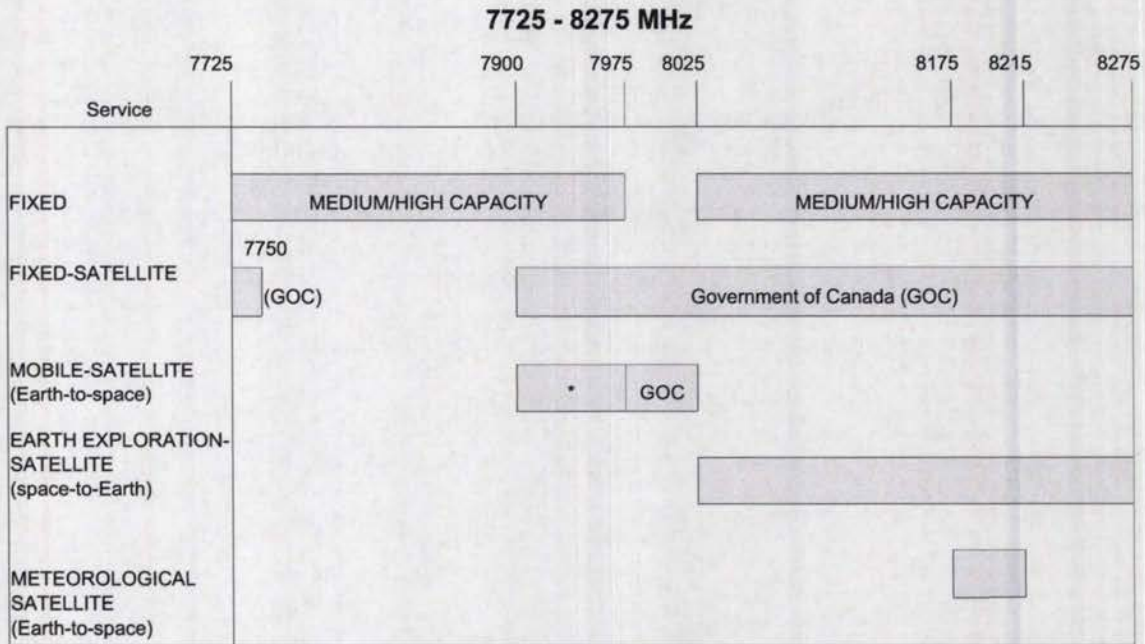 7725 - 8275 MHz
7725 7900 7975 8025 8175 8215 8275
Service
FIXED MEDIUM/HIGH CAPACITY MEDIUM/HIGH CAPACITY
7750
FIXED-SATELLITE (GOC) Government of Canada (GOC)
MOBILE-SATELLITE
(Earth-to-space) * GOC
EARTH EXPLORATION-
SATELLITE
(space-to-Earth)
METEOROLOGICAL
SATELLITE
(Earth-to-space)